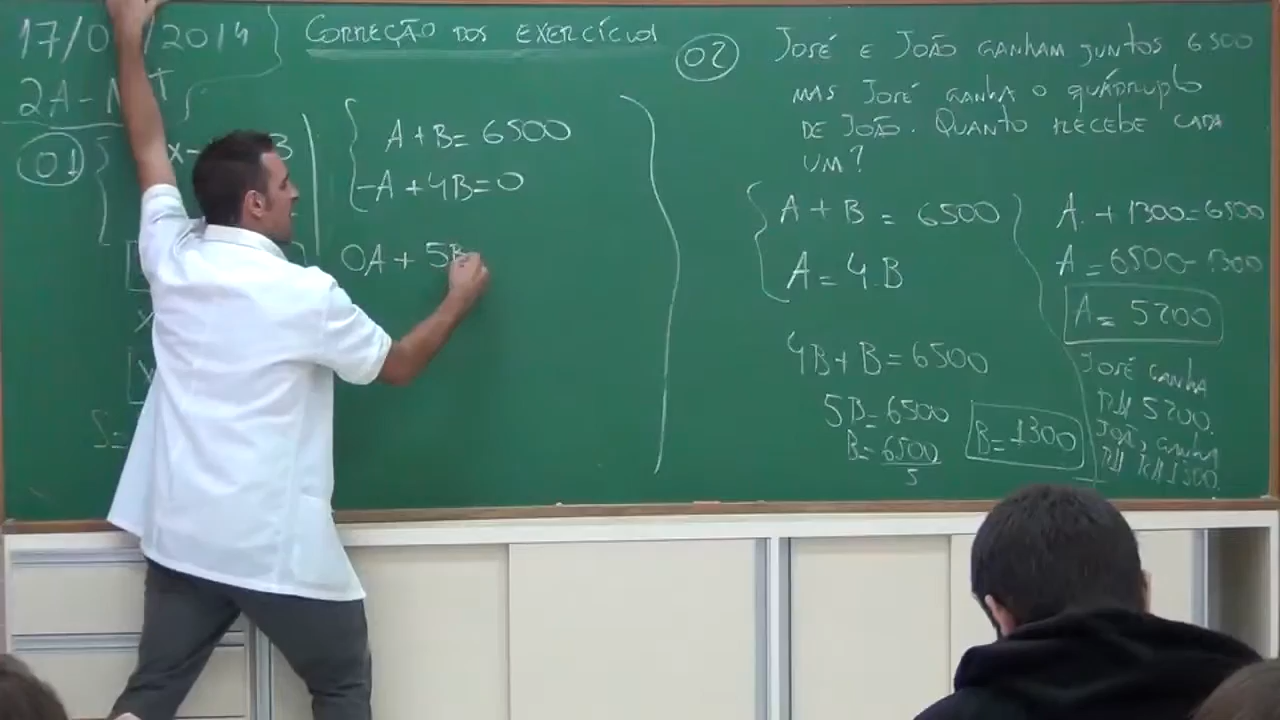 17/0 /2014
CORREÇÃO DOS EXERCÍCIOS
2A-
01
A + B = 6500
-A + 4B = 0
0A + 5B
02
JOSÉ E JOÃO GANHAM JUNTOS 6500
MAS JOSÉ GANHA O QUÁDRUPLO
DE JOÃO. QUANTO RECEBE CADA
UM?
A + B = 6500
A = 4.B
4B + B = 6500
5B = 6500
B = 6500
5
B = 1300
A + 1300 = 6500
A = 6500 - 1300
A = 5200
JOSÉ GANHA
R$ 5200.
JOÃO GANHA
R$ 1300.